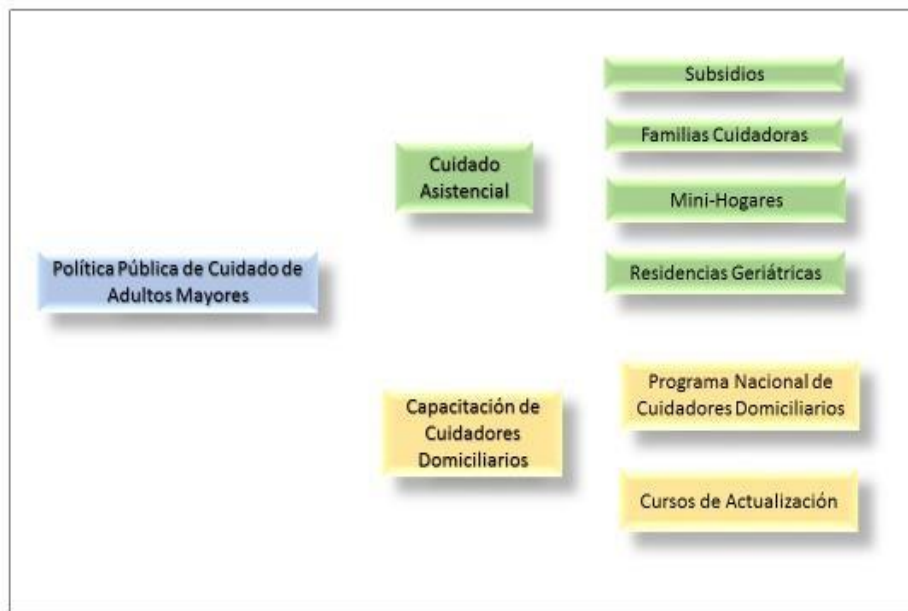 Política Pública de Cuidado de
Adultos Mayores
Cuidado
Asistencial
Subsidios
Familias Cuidadoras
Mini-Hogares
Residencias Geriátricas
Capacitación de
Cuidadores
Domiciliarios
Programa Nacional de
Cuidadores Domiciliarios
Cursos de Actualización